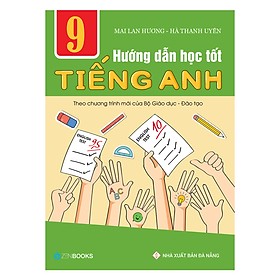 MAI LAN HƯƠNG - HÀ THANH UYÊN
9
Hướng dẫn học tốt
TIẾNG ANH
Theo chương trình mới của Bộ Giáo dục - Đào tạo
ENGLISH TEST
10
ENGLISH TEST
ZENBOOKS
NHÀ XUẤT BẢN ĐÀ NẴNG